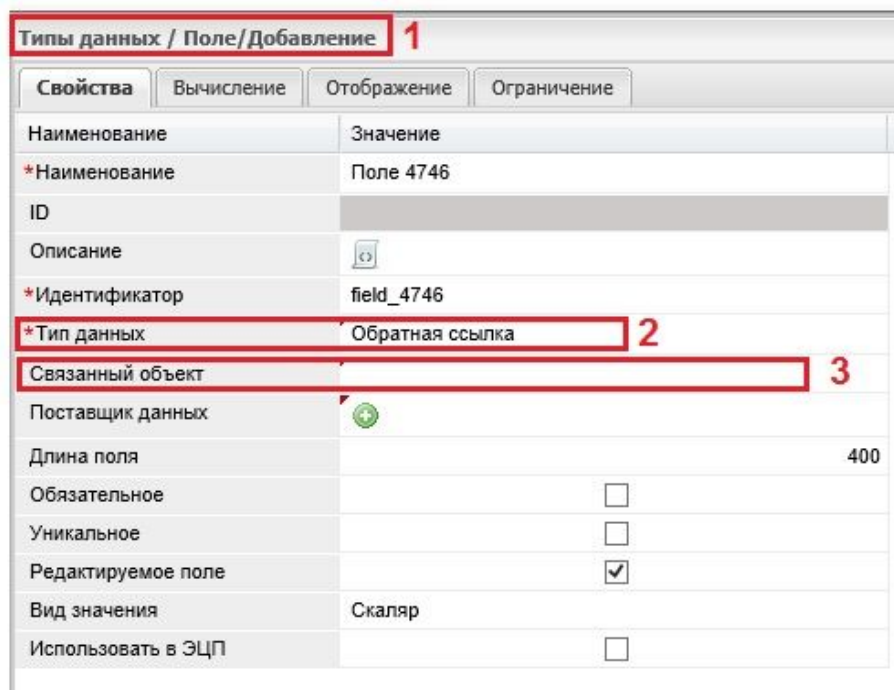 Типы данных / Поле/Добавление 1
Свойства Вычисление Отображение Ограничение
Наименование Значение
*Наименование Поле 4746
ID
Описание
*Идентификатор field_4746
*Тип данных Обратная ссылка 2
Связанный объект 3
Поставщик данных
Длина поля 400
Обязательное
Уникальное
Редактируемое поле
Вид значения Скаляр
Использовать в ЭЦП